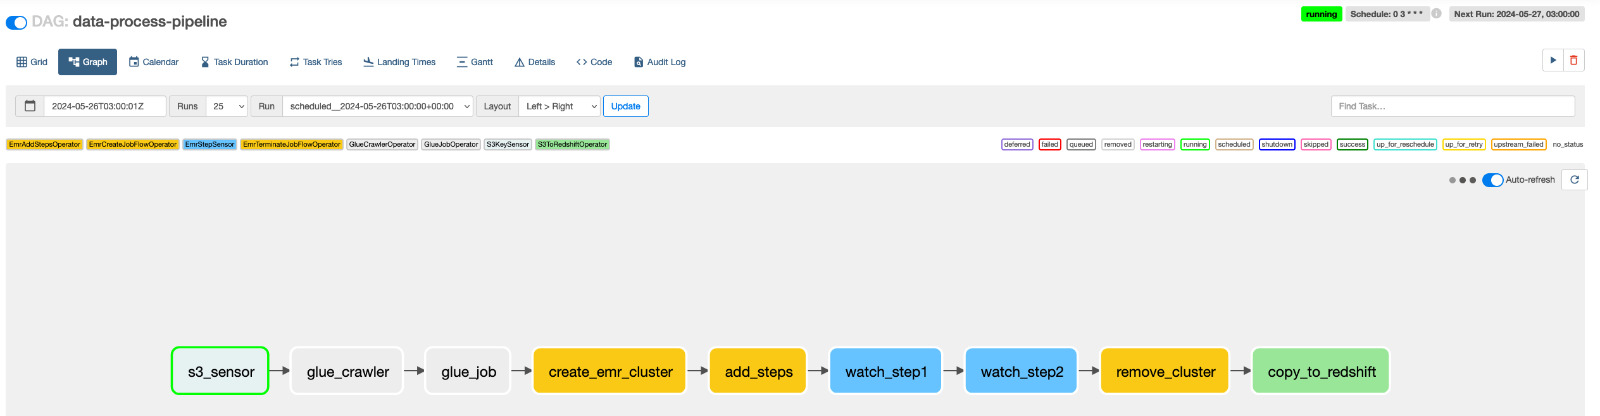 DAG: data-process-pipeline
running Schedule: 0 3 * * * Next Run: 2024-05-27, 03:00:00
Grid Graph Calendar Task Duration Task Tries Landing Times Gantt Details Code Audit Log
2024-05-26T03:00:01Z Runs 25 Run scheduled__2024-05-26T03:00:00+00:00 Layout Left > Right Update Find Task...
EmrAddStepsOperator EmrCreateJobFlowOperator EmrStepSensor EmrTerminateJobFlowOperator GlueCrawlerOperator GlueJobOperator S3KeySensor S3ToRedshiftOperator
deferred failed queued removed restarting running scheduled shutdown skipped success up_for_reschedule up_for_retry upstream_failed no_status
Auto-refresh
s3_sensor glue_crawler glue_job create_emr_cluster add_steps watch_step1 watch_step2 remove_cluster copy_to_redshift